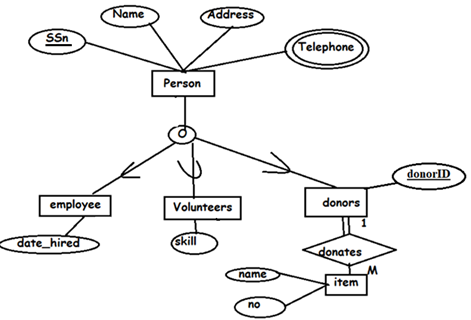 Name
Address
SSn
Telephone
Person
O
donorID
employee
Volunteers
donors
1
date_hired
skill
donates
M
name
item
no